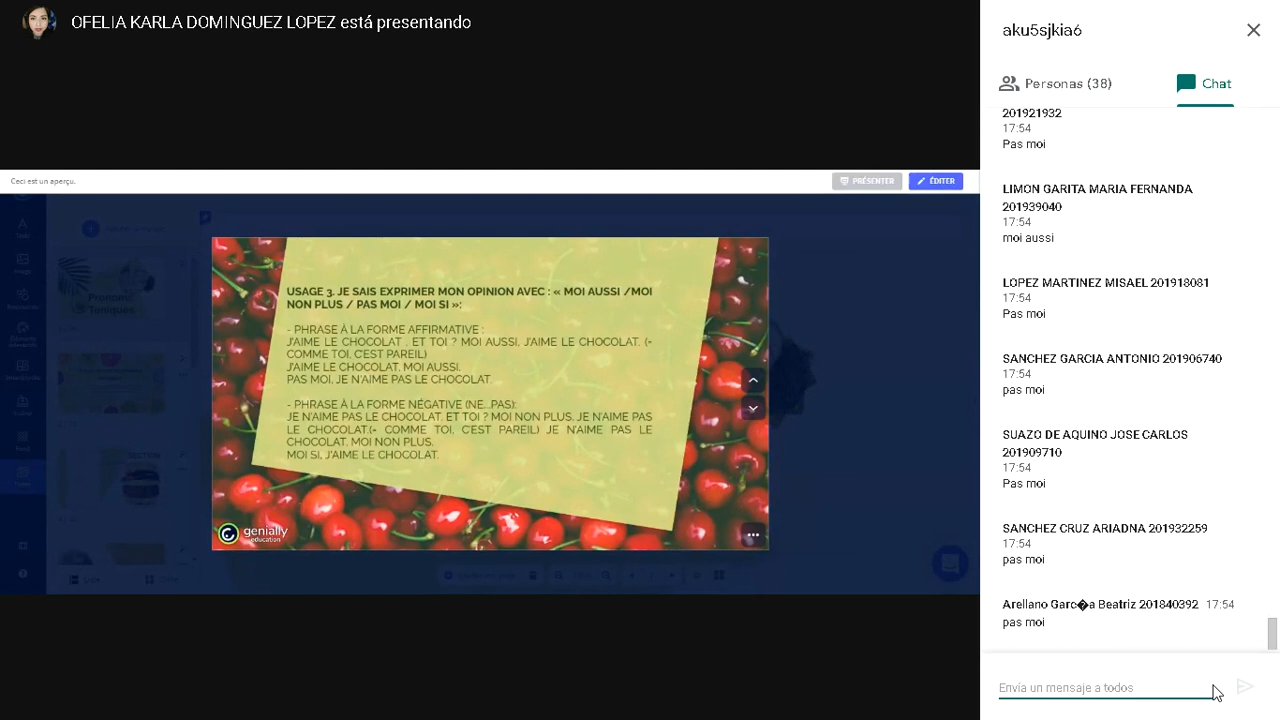 OFELIA KARLA DOMINGUEZ LOPEZ está presentando
Ceci est un aperçu.
PRÉSENTER
ÉDITER
USAGE 3. JE SAIS EXPRIMER MON OPINION AVEC : « MOI AUSSI /MOI
NON PLUS / PAS MOI / MOI SI »:
- PHRASE À LA FORME AFFIRMATIVE :
J'AIME LE CHOCOLAT . ET TOI ? MOI AUSSI, J'AIME LE CHOCOLAT. (=
COMME TOI, C'EST PAREIL)
J'AIME LE CHOCOLAT. MOI AUSSI.
PAS MOI, JE N'AIME PAS LE CHOCOLAT.
- PHRASE À LA FORME NÉGATIVE (NE...PAS):
JE N'AIME PAS LE CHOCOLAT. ET TOI ? MOI NON PLUS, JE N'AIME PAS
LE CHOCOLAT.(= COMME TOI, C'EST PAREIL) JE N'AIME PAS LE
CHOCOLAT. MOI NON PLUS.
MOI SI, J'AIME LE CHOCOLAT.
genially
education
Pronoms
Toniques
SECTION
aku5sjkia6
Personas (38)
Chat
201921932
17:54
Pas moi
LIMON GARITA MARIA FERNANDA
201939040
17:54
moi aussi
LOPEZ MARTINEZ MISAEL 201918081
17:54
Pas moi
SANCHEZ GARCIA ANTONIO 201906740
17:54
pas moi
SUAZO DE AQUINO JOSE CARLOS
201909710
17:54
Pas moi
SANCHEZ CRUZ ARIADNA 201932259
17:54
pas moi
Arellano Garc�a Beatriz 201840392 17:54
pas moi
Envía un mensaje a todos